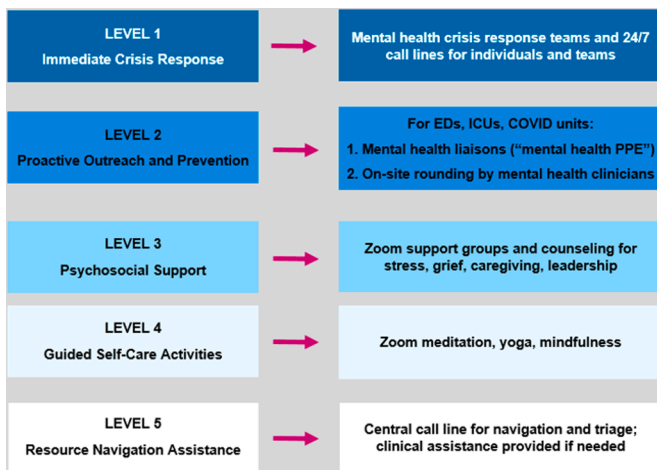 LEVEL 1
Immediate Crisis Response
Mental health crisis response teams and 24/7
call lines for individuals and teams
LEVEL 2
Proactive Outreach and Prevention
For EDs, ICUs, COVID units:
1. Mental health liaisons (“mental health PPE”)
2. On-site rounding by mental health clinicians
LEVEL 3
Psychosocial Support
Zoom support groups and counseling for
stress, grief, caregiving, leadership
LEVEL 4
Guided Self-Care Activities
Zoom meditation, yoga, mindfulness
LEVEL 5
Resource Navigation Assistance
Central call line for navigation and triage;
clinical assistance provided if needed